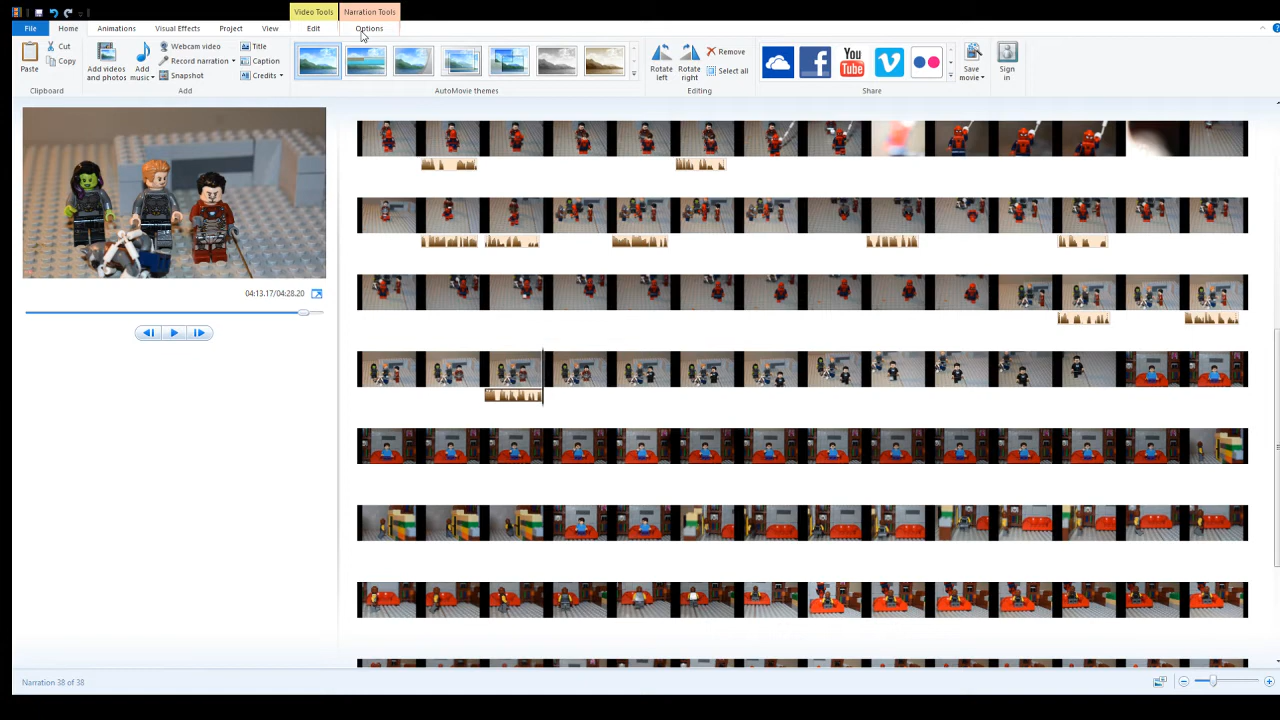 Video Tools Narration Tools
File Home Animations Visual Effects Project View Edit Options
Paste Cut Copy
Clipboard
Add videos and photos
Add music
Webcam video
Record narration
Snapshot
Title
Caption
Credits
Add
AutoMovie themes
Rotate left
Rotate right
Remove
Select all
Editing
You Tube
Share
Save movie
Sign in
04:13.17/04:28.20
Narration 38 of 38